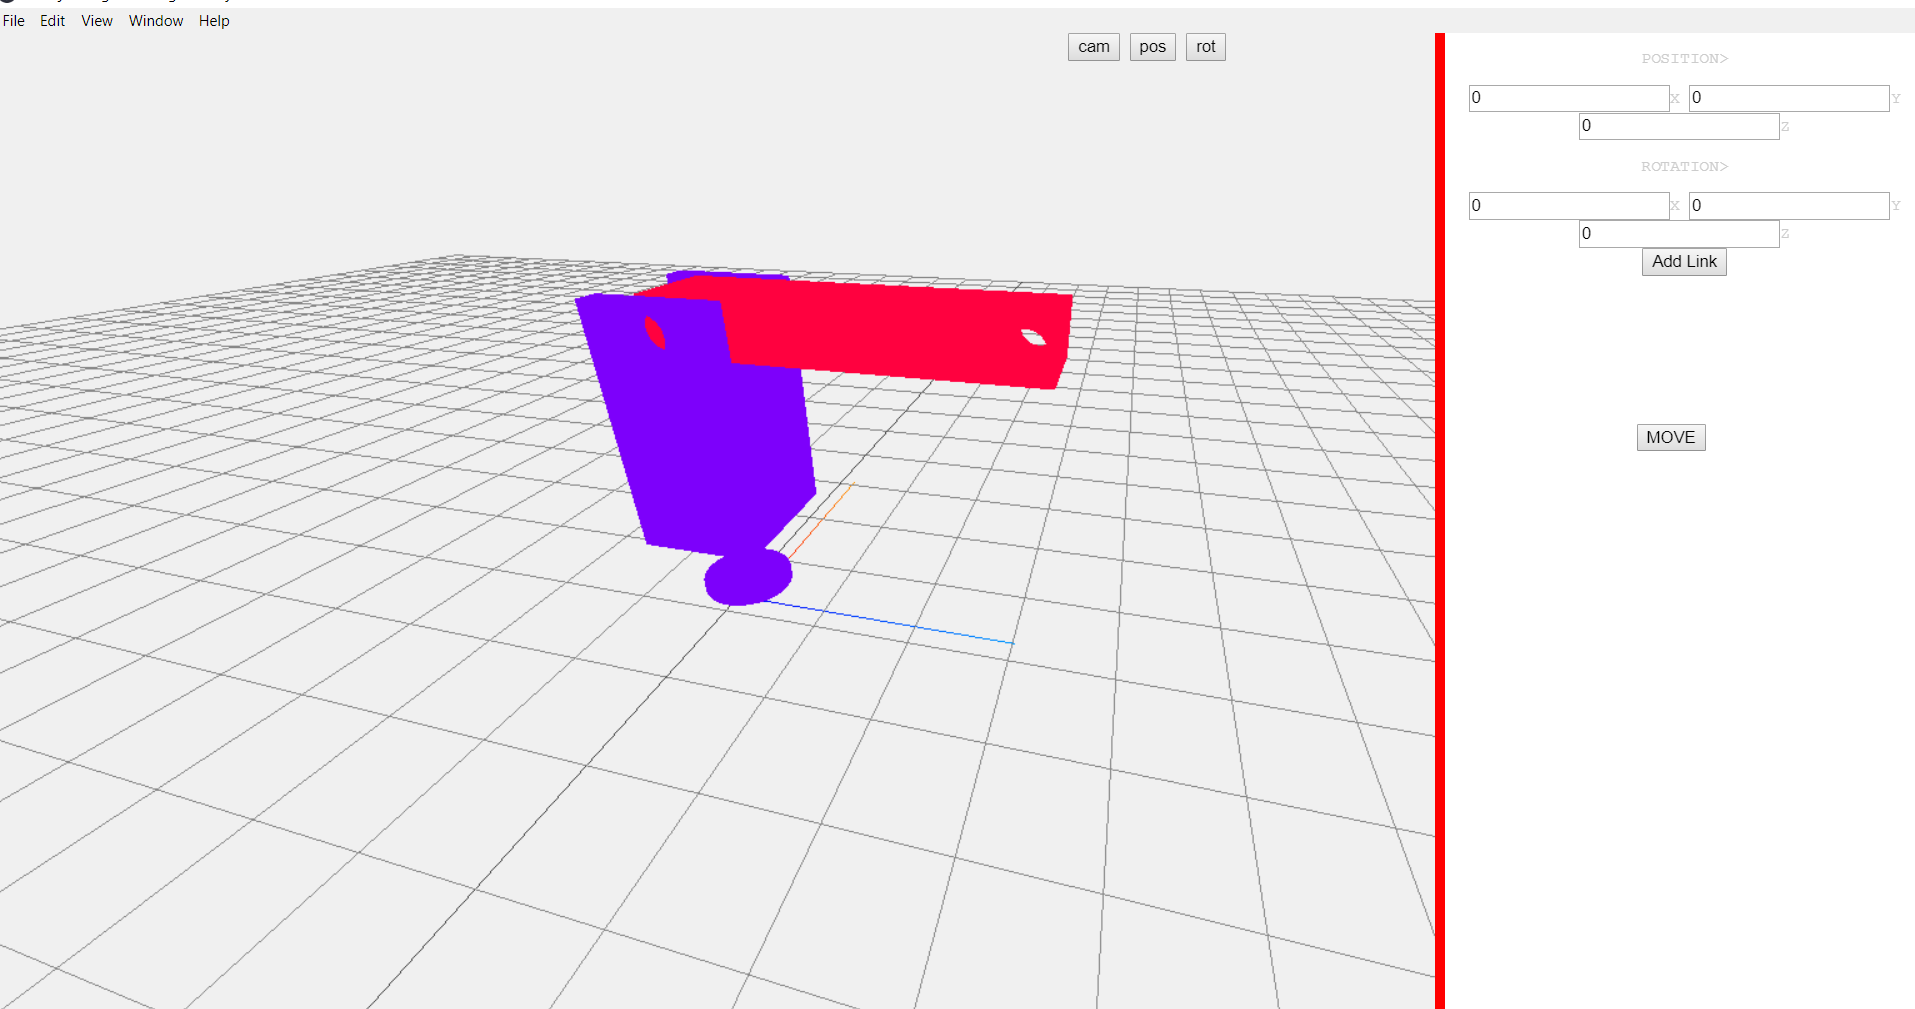 File Edit View Window Help
cam pos rot
POSITION>
0 X 0 Y
0 Z
ROTATION>
0 X 0 Y
0 Z
Add Link
MOVE